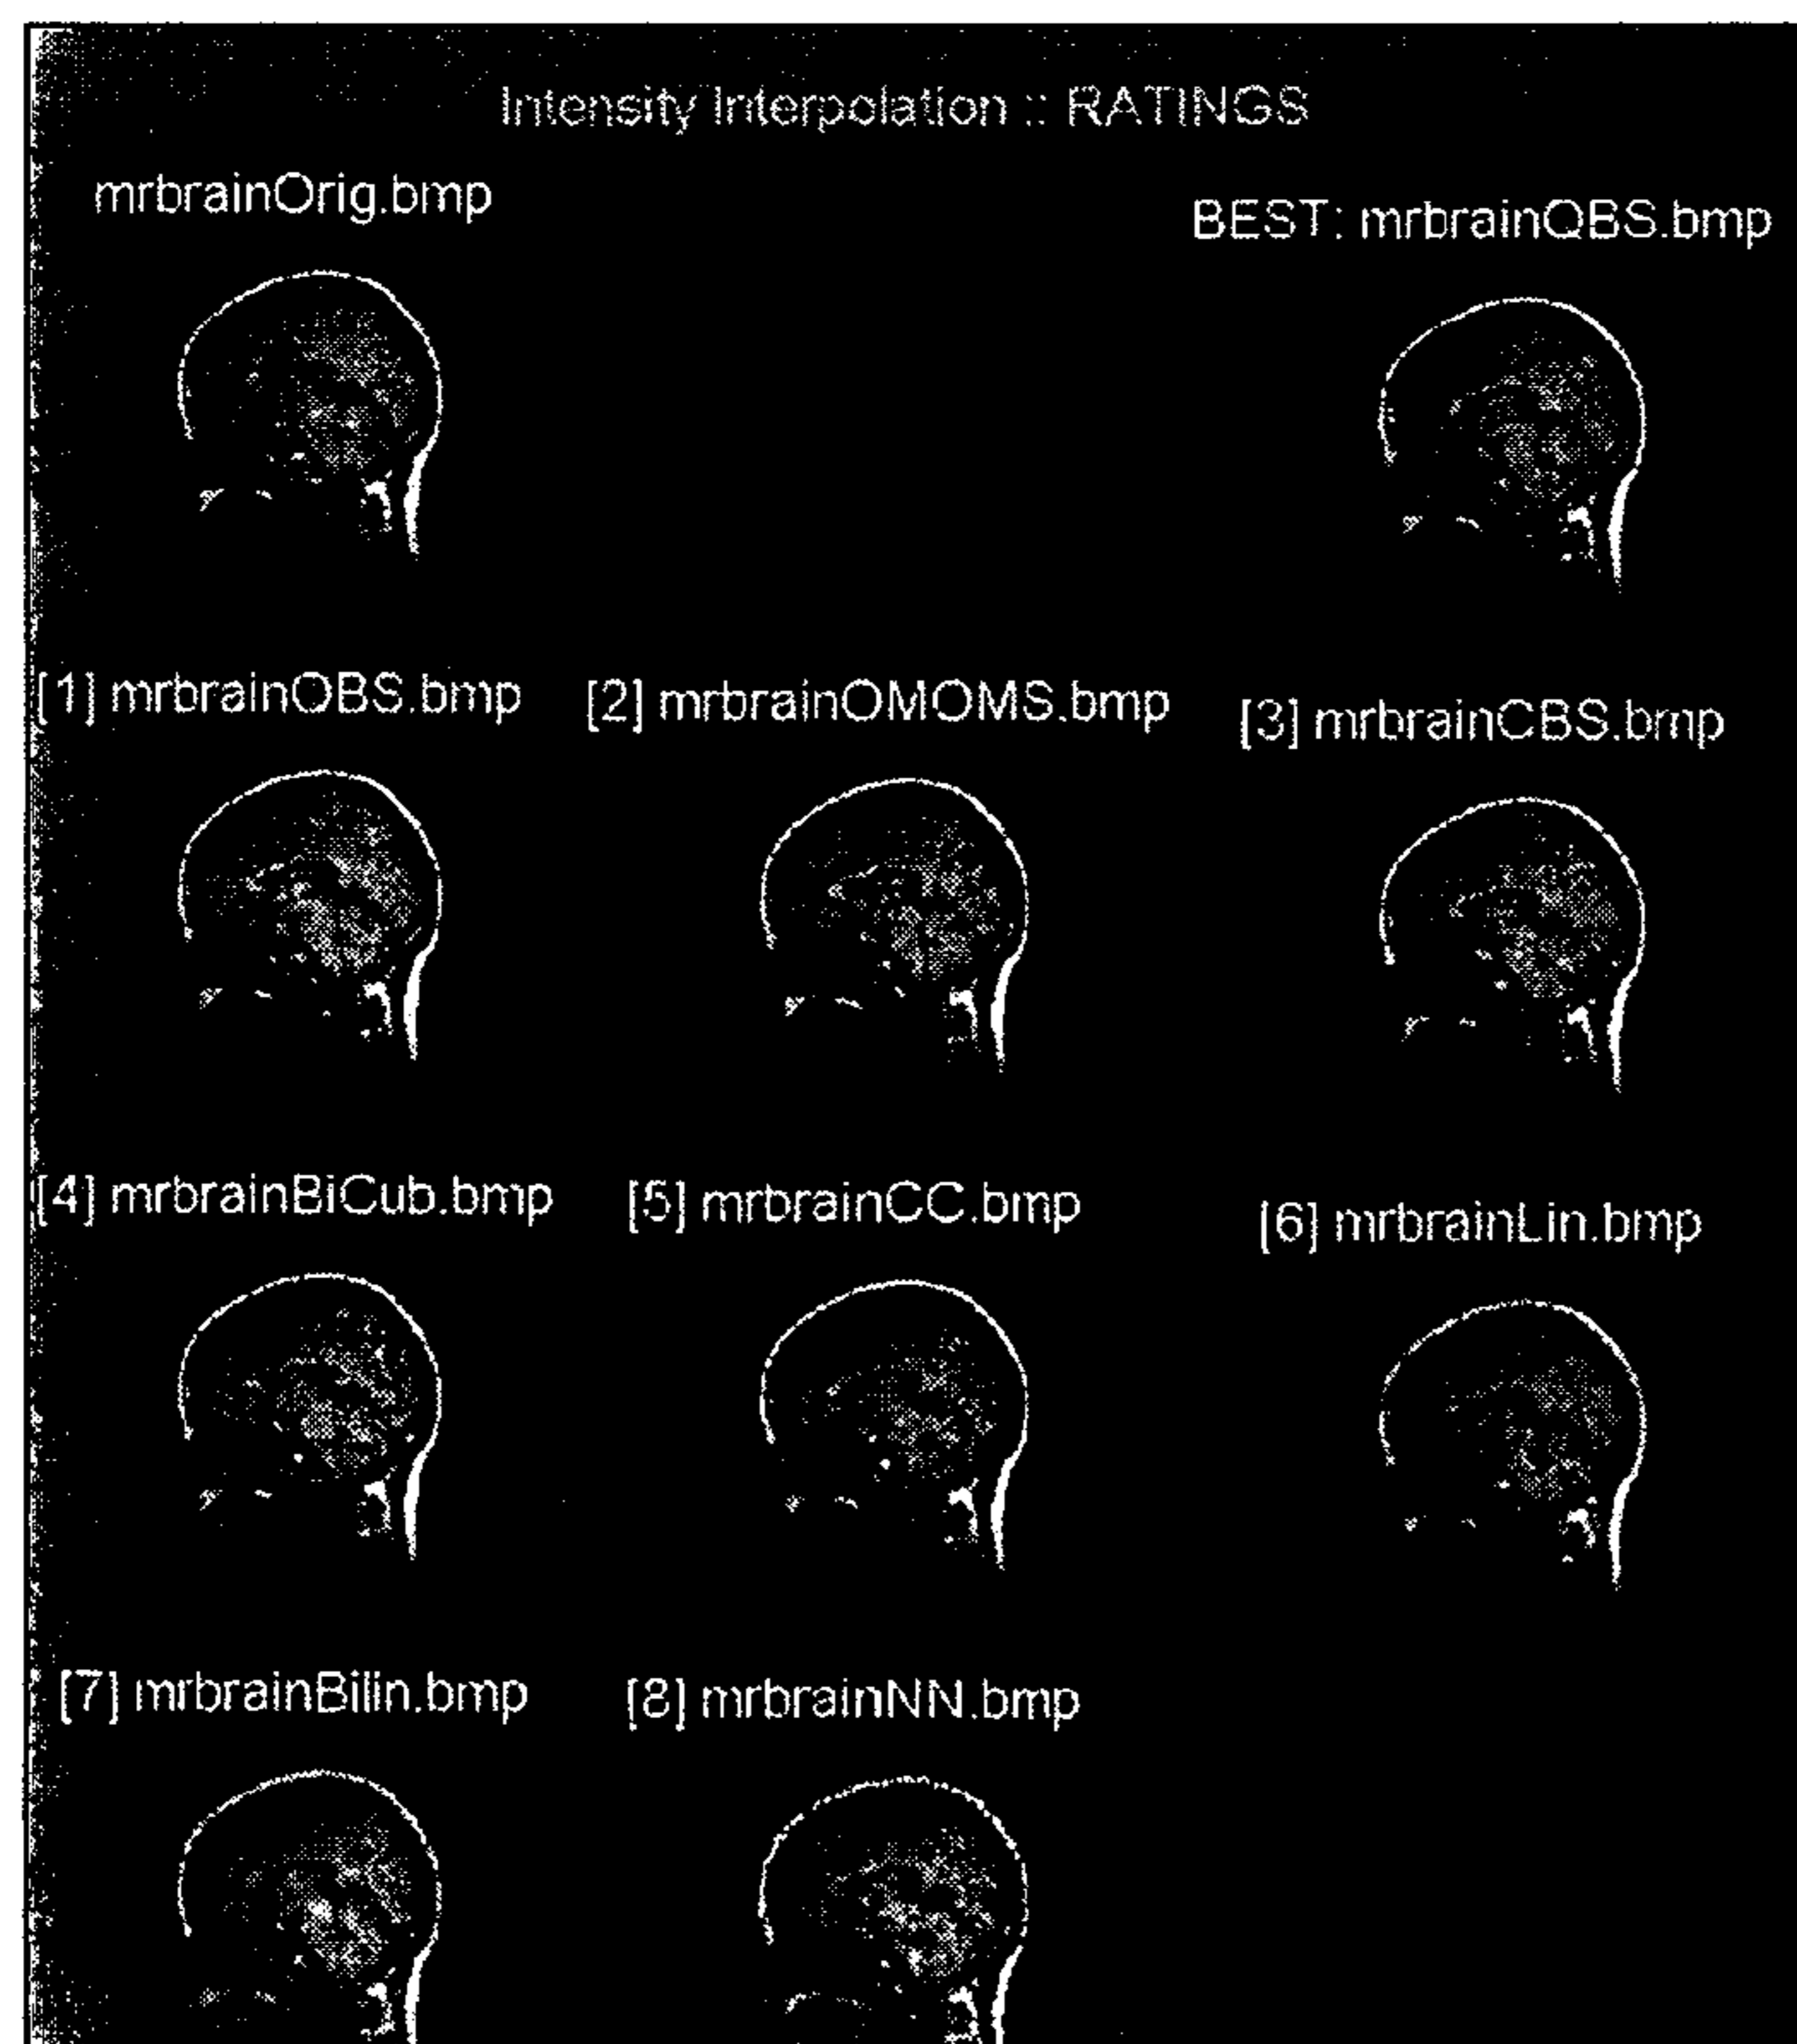 Intensity Interpolation :: RATINGS
mrbrainOrig.bmp
BEST: mrbrainQBS.bmp
[1] mrbrainQBS.bmp
[2] mrbrainOMOMS.bmp
[3] mrbrainCBS.bmp
[4] mrbrainBiCub.bmp
[5] mrbrainCC.bmp
[6] mrbrainLin.bmp
[7] mrbrainBilin.bmp
[8] mrbrainNN.bmp